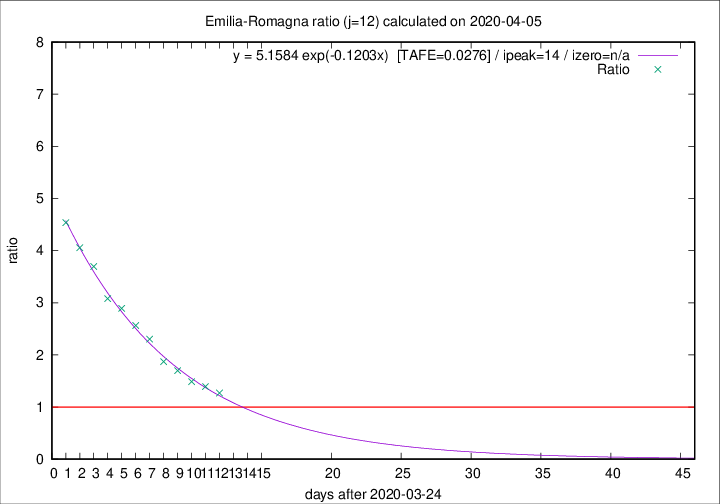 Emilia-Romagna ratio (j=12) calculated on 2020-04-05
y = 5.1584 exp(-0.1203x)  [TAFE=0.0276] / ipeak=14 / izero=n/a
Ratio
8
7
6
5
4
3
2
1
0
ratio
0 1 2 3 4 5 6 7 8 9 10 11 12 13 14 15 20 25 30 35 40 45
days after 2020-03-24